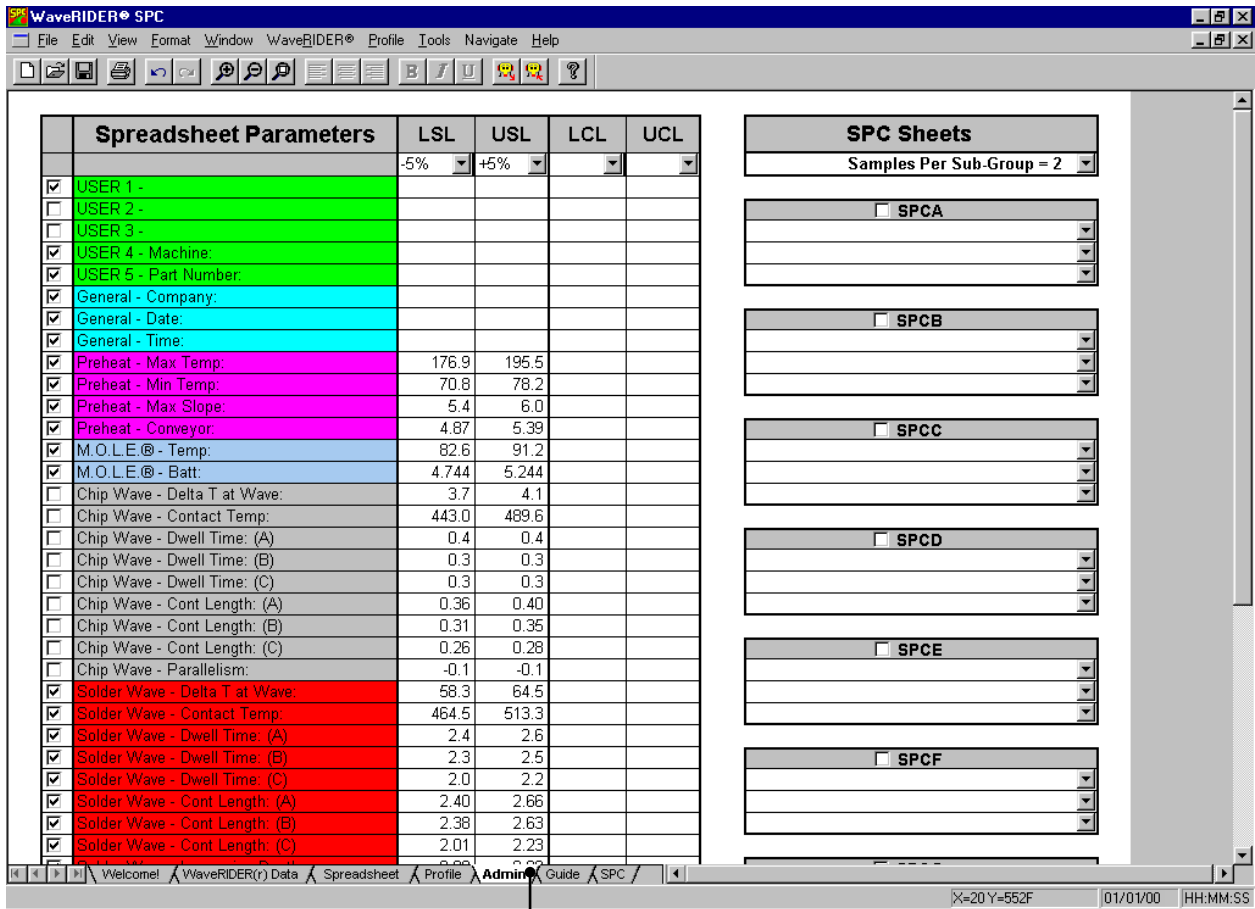 WaveRIDER® SPC
File Edit View Format Window WaveRIDER® Profile Tools Navigate Help
B I U ?
Spreadsheet Parameters LSL USL LCL UCL
-5% +5%
USER 1 -
USER 2 -
USER 3 -
USER 4 - Machine:
USER 5 - Part Number:
General - Company:
General - Date:
General - Time:
Preheat - Max Temp: 176.9 195.5
Preheat - Min Temp: 70.8 78.2
Preheat - Max Slope: 5.4 6.0
Preheat - Conveyor: 4.87 5.39
M.O.L.E.® - Temp: 82.6 91.2
M.O.L.E.® - Batt: 4.744 5.244
Chip Wave - Delta T at Wave: 3.7 4.1
Chip Wave - Contact Temp: 443.0 489.6
Chip Wave - Dwell Time: (A) 0.4 0.4
Chip Wave - Dwell Time: (B) 0.3 0.3
Chip Wave - Dwell Time: (C) 0.3 0.3
Chip Wave - Cont Length: (A) 0.36 0.40
Chip Wave - Cont Length: (B) 0.31 0.35
Chip Wave - Cont Length: (C) 0.26 0.28
Chip Wave - Parallelism: -0.1 -0.1
Solder Wave - Delta T at Wave: 58.3 64.5
Solder Wave - Contact Temp: 464.5 513.3
Solder Wave - Dwell Time: (A) 2.4 2.6
Solder Wave - Dwell Time: (B) 2.3 2.5
Solder Wave - Dwell Time: (C) 2.0 2.2
Solder Wave - Cont Length: (A) 2.40 2.66
Solder Wave - Cont Length: (B) 2.38 2.63
Solder Wave - Cont Length: (C) 2.01 2.23
SPC Sheets
Samples Per Sub-Group = 2
SPCA
SPCB
SPCC
SPCD
SPCE
SPCF
Welcome! WaveRIDER(r) Data Spreadsheet Profile Admin Guide SPC
X=20 Y=552F 01/01/00 HH:MM:SS